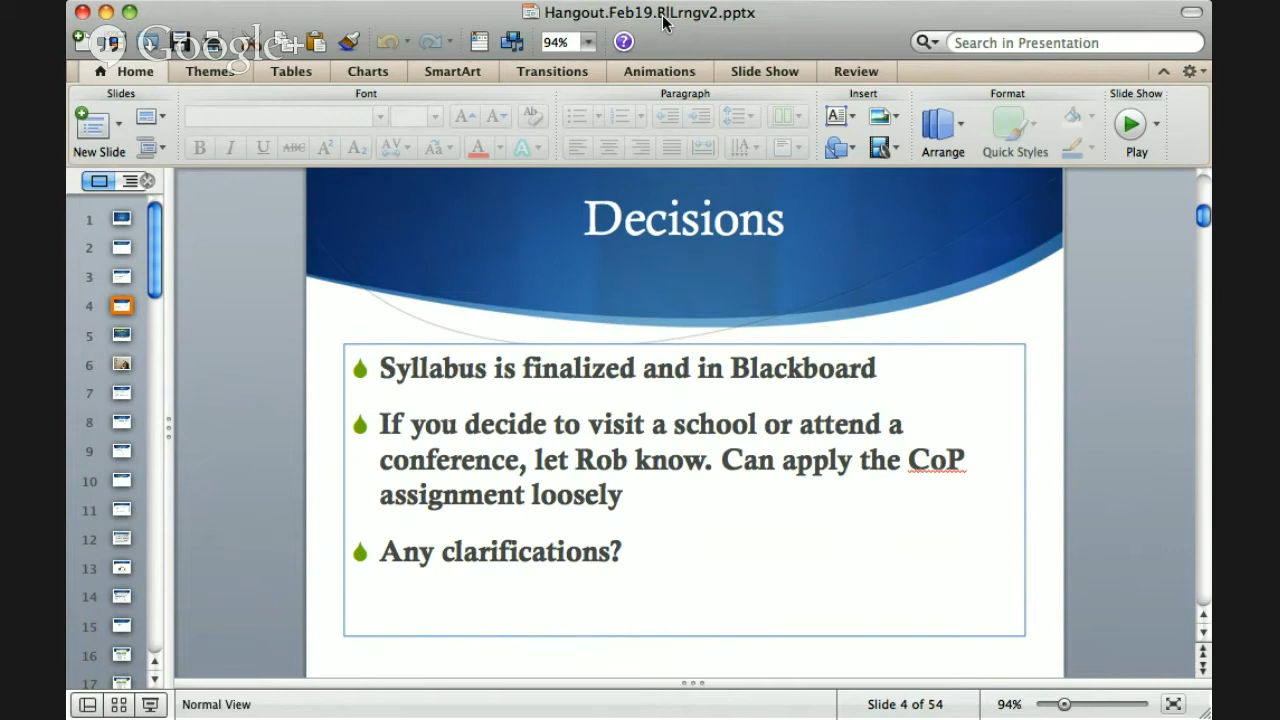 Hangout.Feb19.BlLrngv2.pptx
Google+
94%
Search in Presentation
Home
Themes
Tables
Charts
SmartArt
Transitions
Animations
Slide Show
Review
Slides
Font
Paragraph
Insert
Format
Slide Show
New Slide
Arrange
Quick Styles
Play
1
2
3
4
5
6
7
8
9
10
11
12
13
14
15
16
17
Decisions
Syllabus is finalized and in Blackboard
If you decide to visit a school or attend a
conference, let Rob know. Can apply the CoP
assignment loosely
Any clarifications?
Normal View
Slide 4 of 54
94%